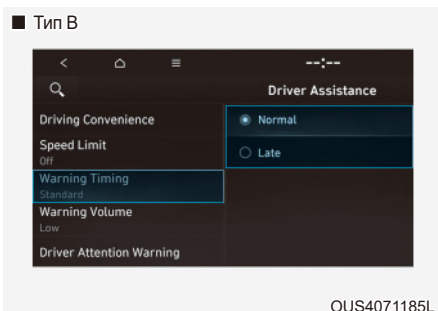 ■ Тип B
< ≡ --:--
Driver Assistance
Driving Convenience
Normal
Speed Limit
Off
Late
Warning Timing
Standard
Warning Volume
Low
Driver Attention Warning
OUS4071185L